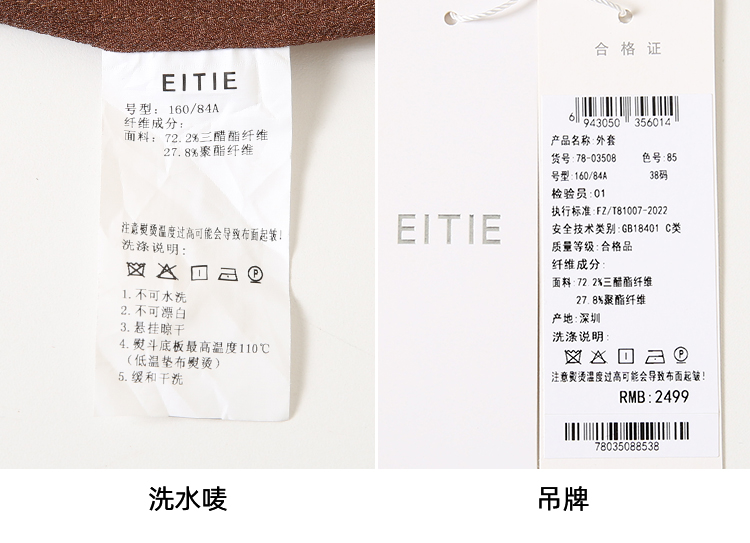 EITIE
号型: 160/84A
纤维成分:
面料: 72.2%三醋酯纤维
27.8%聚酯纤维
注意熨烫温度过高可能会导致布面起皱!
洗涤说明:
P
1.不可水洗
2.不可漂白
3.悬挂晾干
4.熨斗底板最高温度110℃
(低温垫布熨烫)
5.缓和干洗
洗水唛
EITIE
合格证
6 943050 356014
产品名称:外套
货号:78-03508 色号:85
号型:160/84A 38码
检验员:01
执行标准:FZ/T81007-2022
安全技术类别:GB18401 C类
质量等级:合格品
纤维成分:
面料:72.2%三醋酯纤维
27.8%聚酯纤维
产地:深圳
洗涤说明:
P
注意熨烫温度过高可能会导致布面起皱!
RMB:2499
78035088538
吊牌